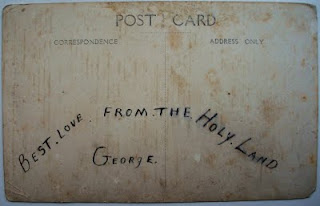 POST CARD
CORRESPONDENCE
ADDRESS ONLY
BEST. LOVE. FROM. THE. HOLY. LAND
GEORGE.